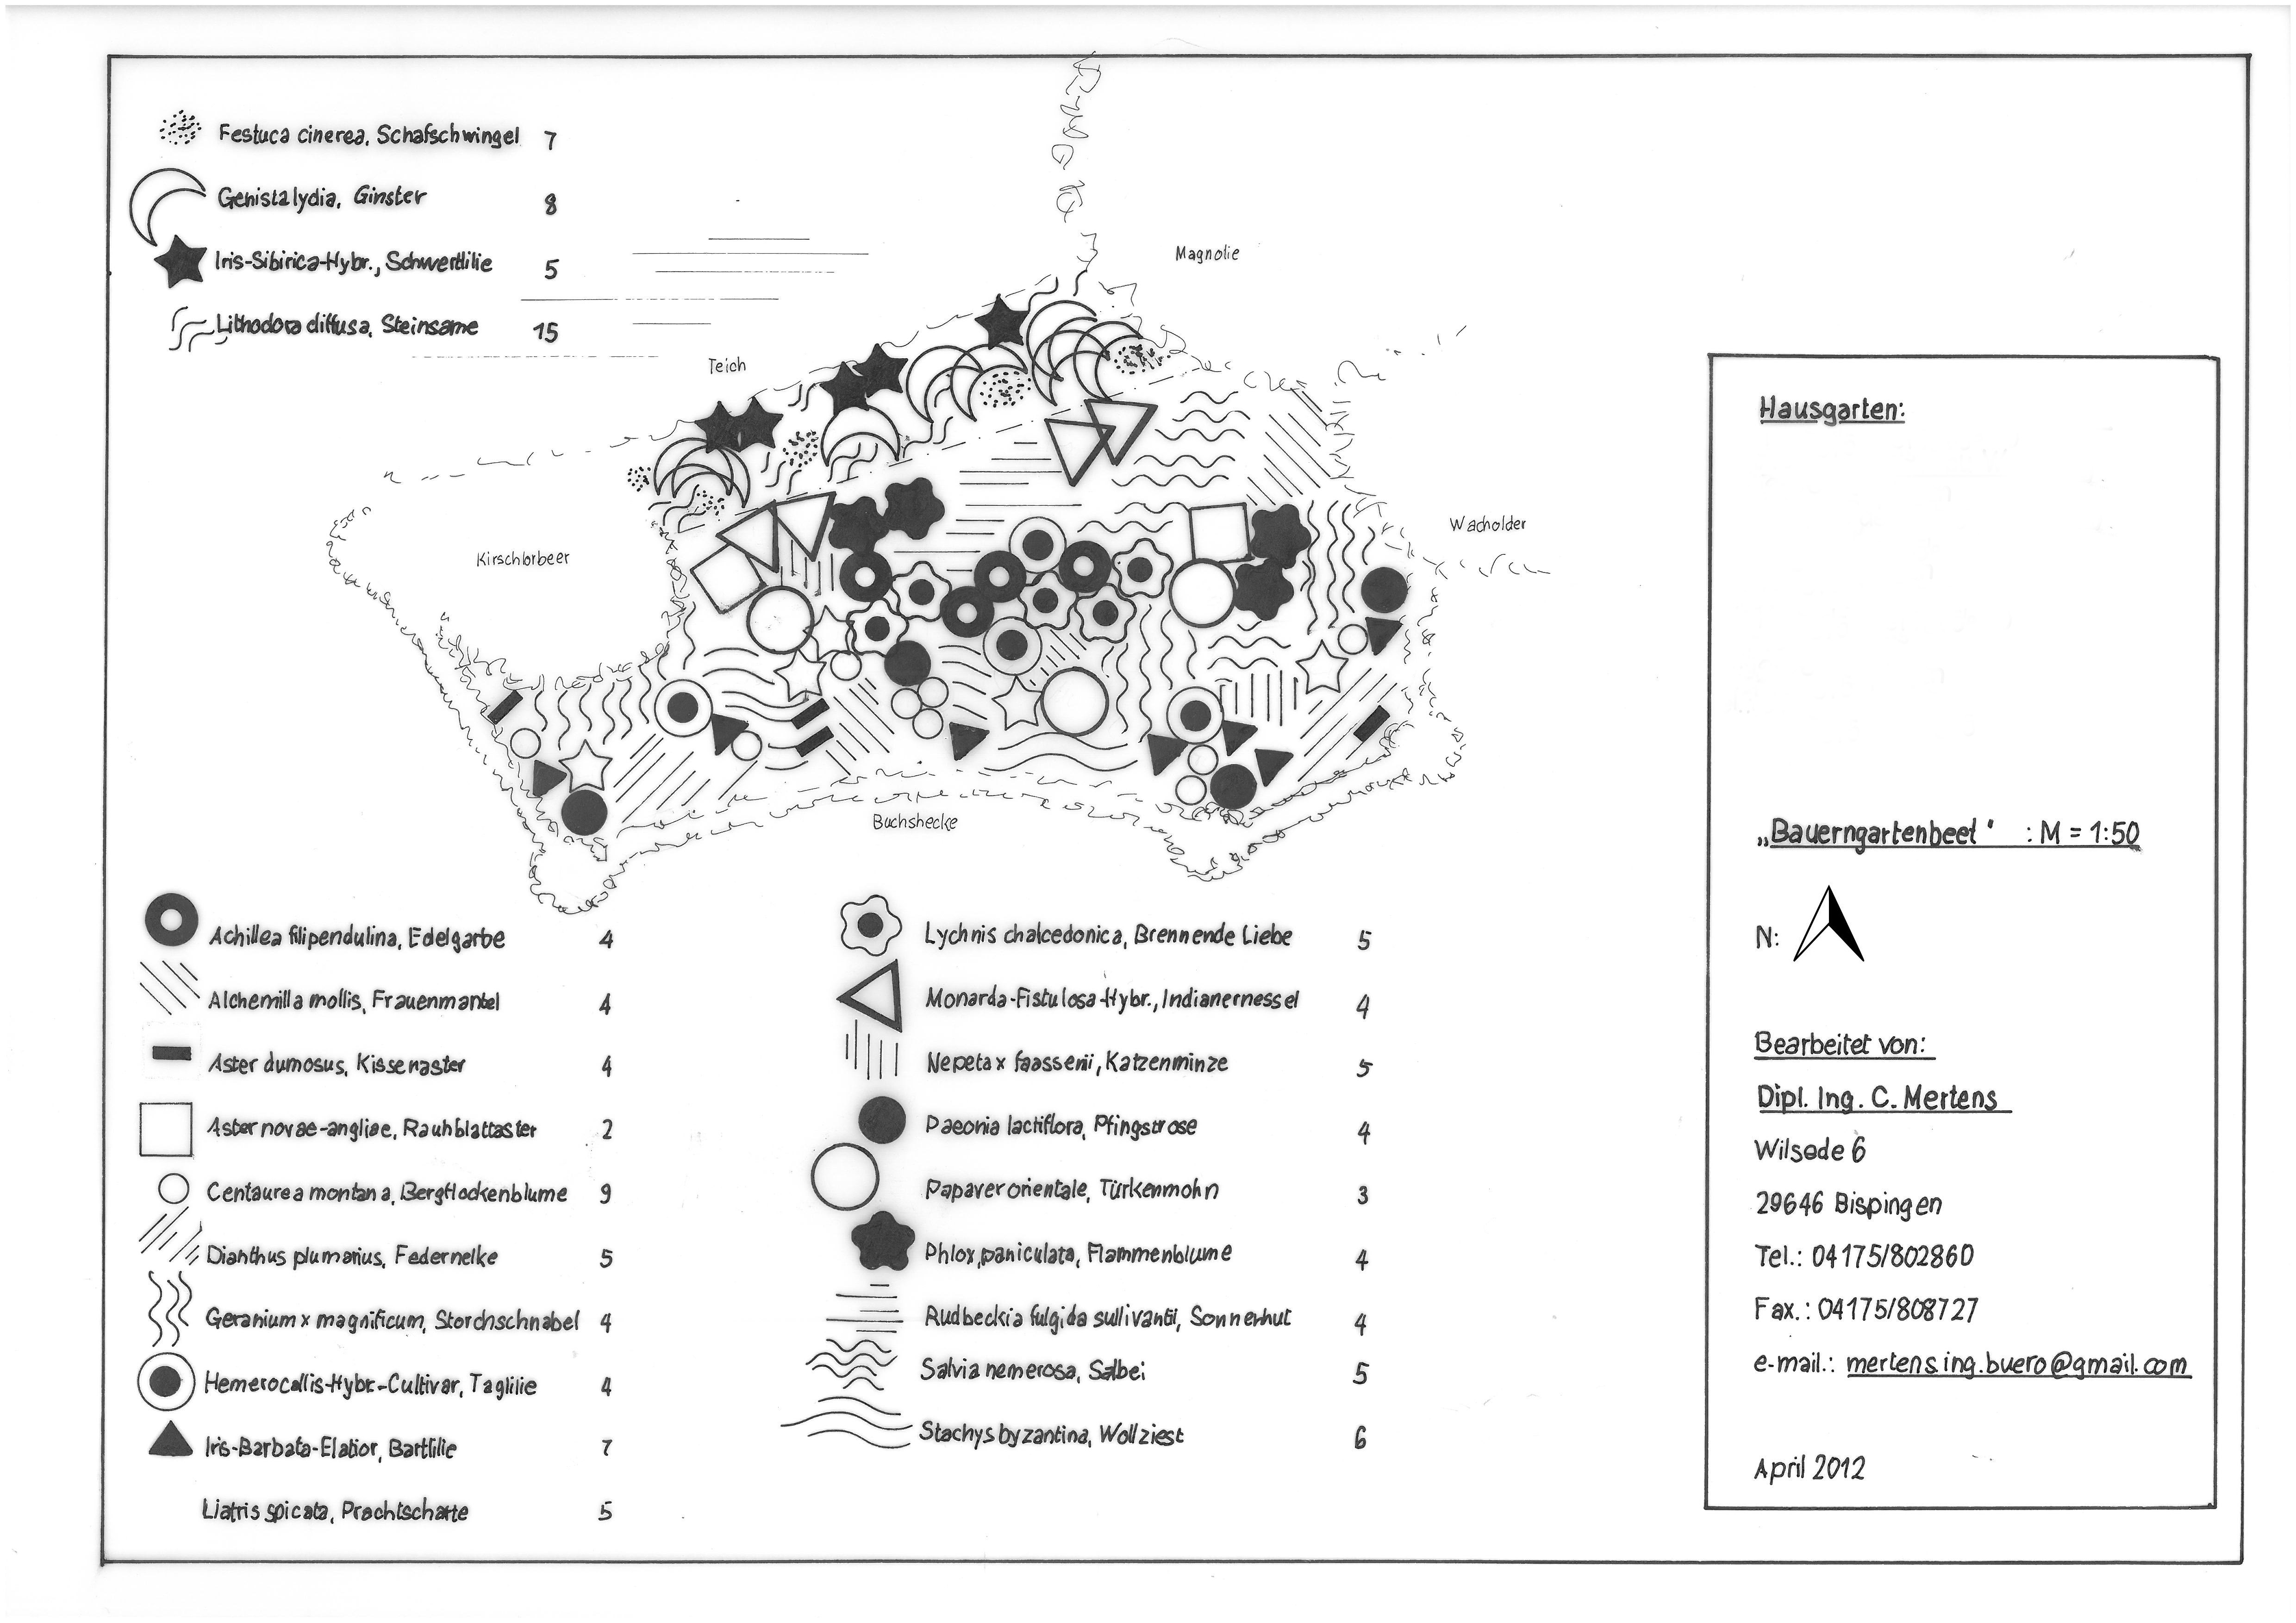 Festuca cinerea, Schafschwingel 7
Genista lydia, Ginster 8
Iris-Sibirica-Hybr., Schwertlilie 5
Lithodora diffusa, Steinsame 15
Magnolie
Teich
Kirschlorbeer
Wacholder
Buchshecke
Achillea filipendulina, Edelgarbe 4
Alchemilla mollis, Frauenmantel 4
Aster dumosus, Kissenaster 4
Aster novae-angliae, Rauhblattaster 2
Centaurea montana, Bergflockenblume 9
Dianthus plumarius, Federnelke 5
Geranium x magnificum, Storchschnabel 4
Hemerocallis-Hybr.-Cultivar, Taglilie 4
Iris-Barbata-Elatior, Bartlilie 7
Liatris spicata, Prachtscharte 5
Lychnis chalcedonica, Brennende Liebe 5
Monarda-Fistulosa-Hybr., Indianernessel 4
Nepeta x faassenii, Katzenminze 5
Paeonia lactiflora, Pfingstrose 4
Papaver orientale, Türkenmohn 3
Phlox paniculata, Flammenblume 4
Rudbeckia fulgida sullivantii, Sonnenhut 4
Salvia nemerosa, Salbei 5
Stachys byzantina, Wollziest 6
Hausgarten:
„Bauerngartenbeet" : M = 1:50
N:
Bearbeitet von:
Dipl. Ing. C. Mertens
Wilsede 6
29646 Bispingen
Tel.: 04175/802860
Fax.: 04175/808727
e-mail.: mertens.ing.buero@gmail.com
April 2012